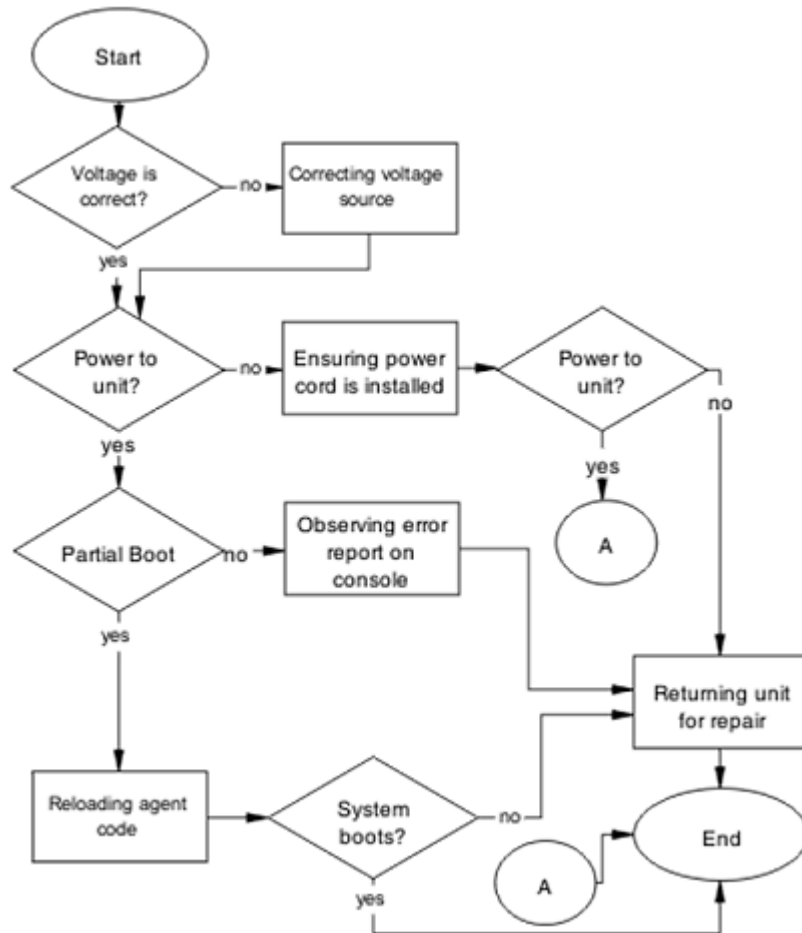 Start
Voltage is
correct?
no
Correcting voltage
source
yes
Power to
unit?
no
Ensuring power
cord is installed
Power to
unit?
no
yes
yes
A
Partial Boot
no
Observing error
report on
console
yes
Returning unit
for repair
Reloading agent
code
System
boots?
no
End
A
yes